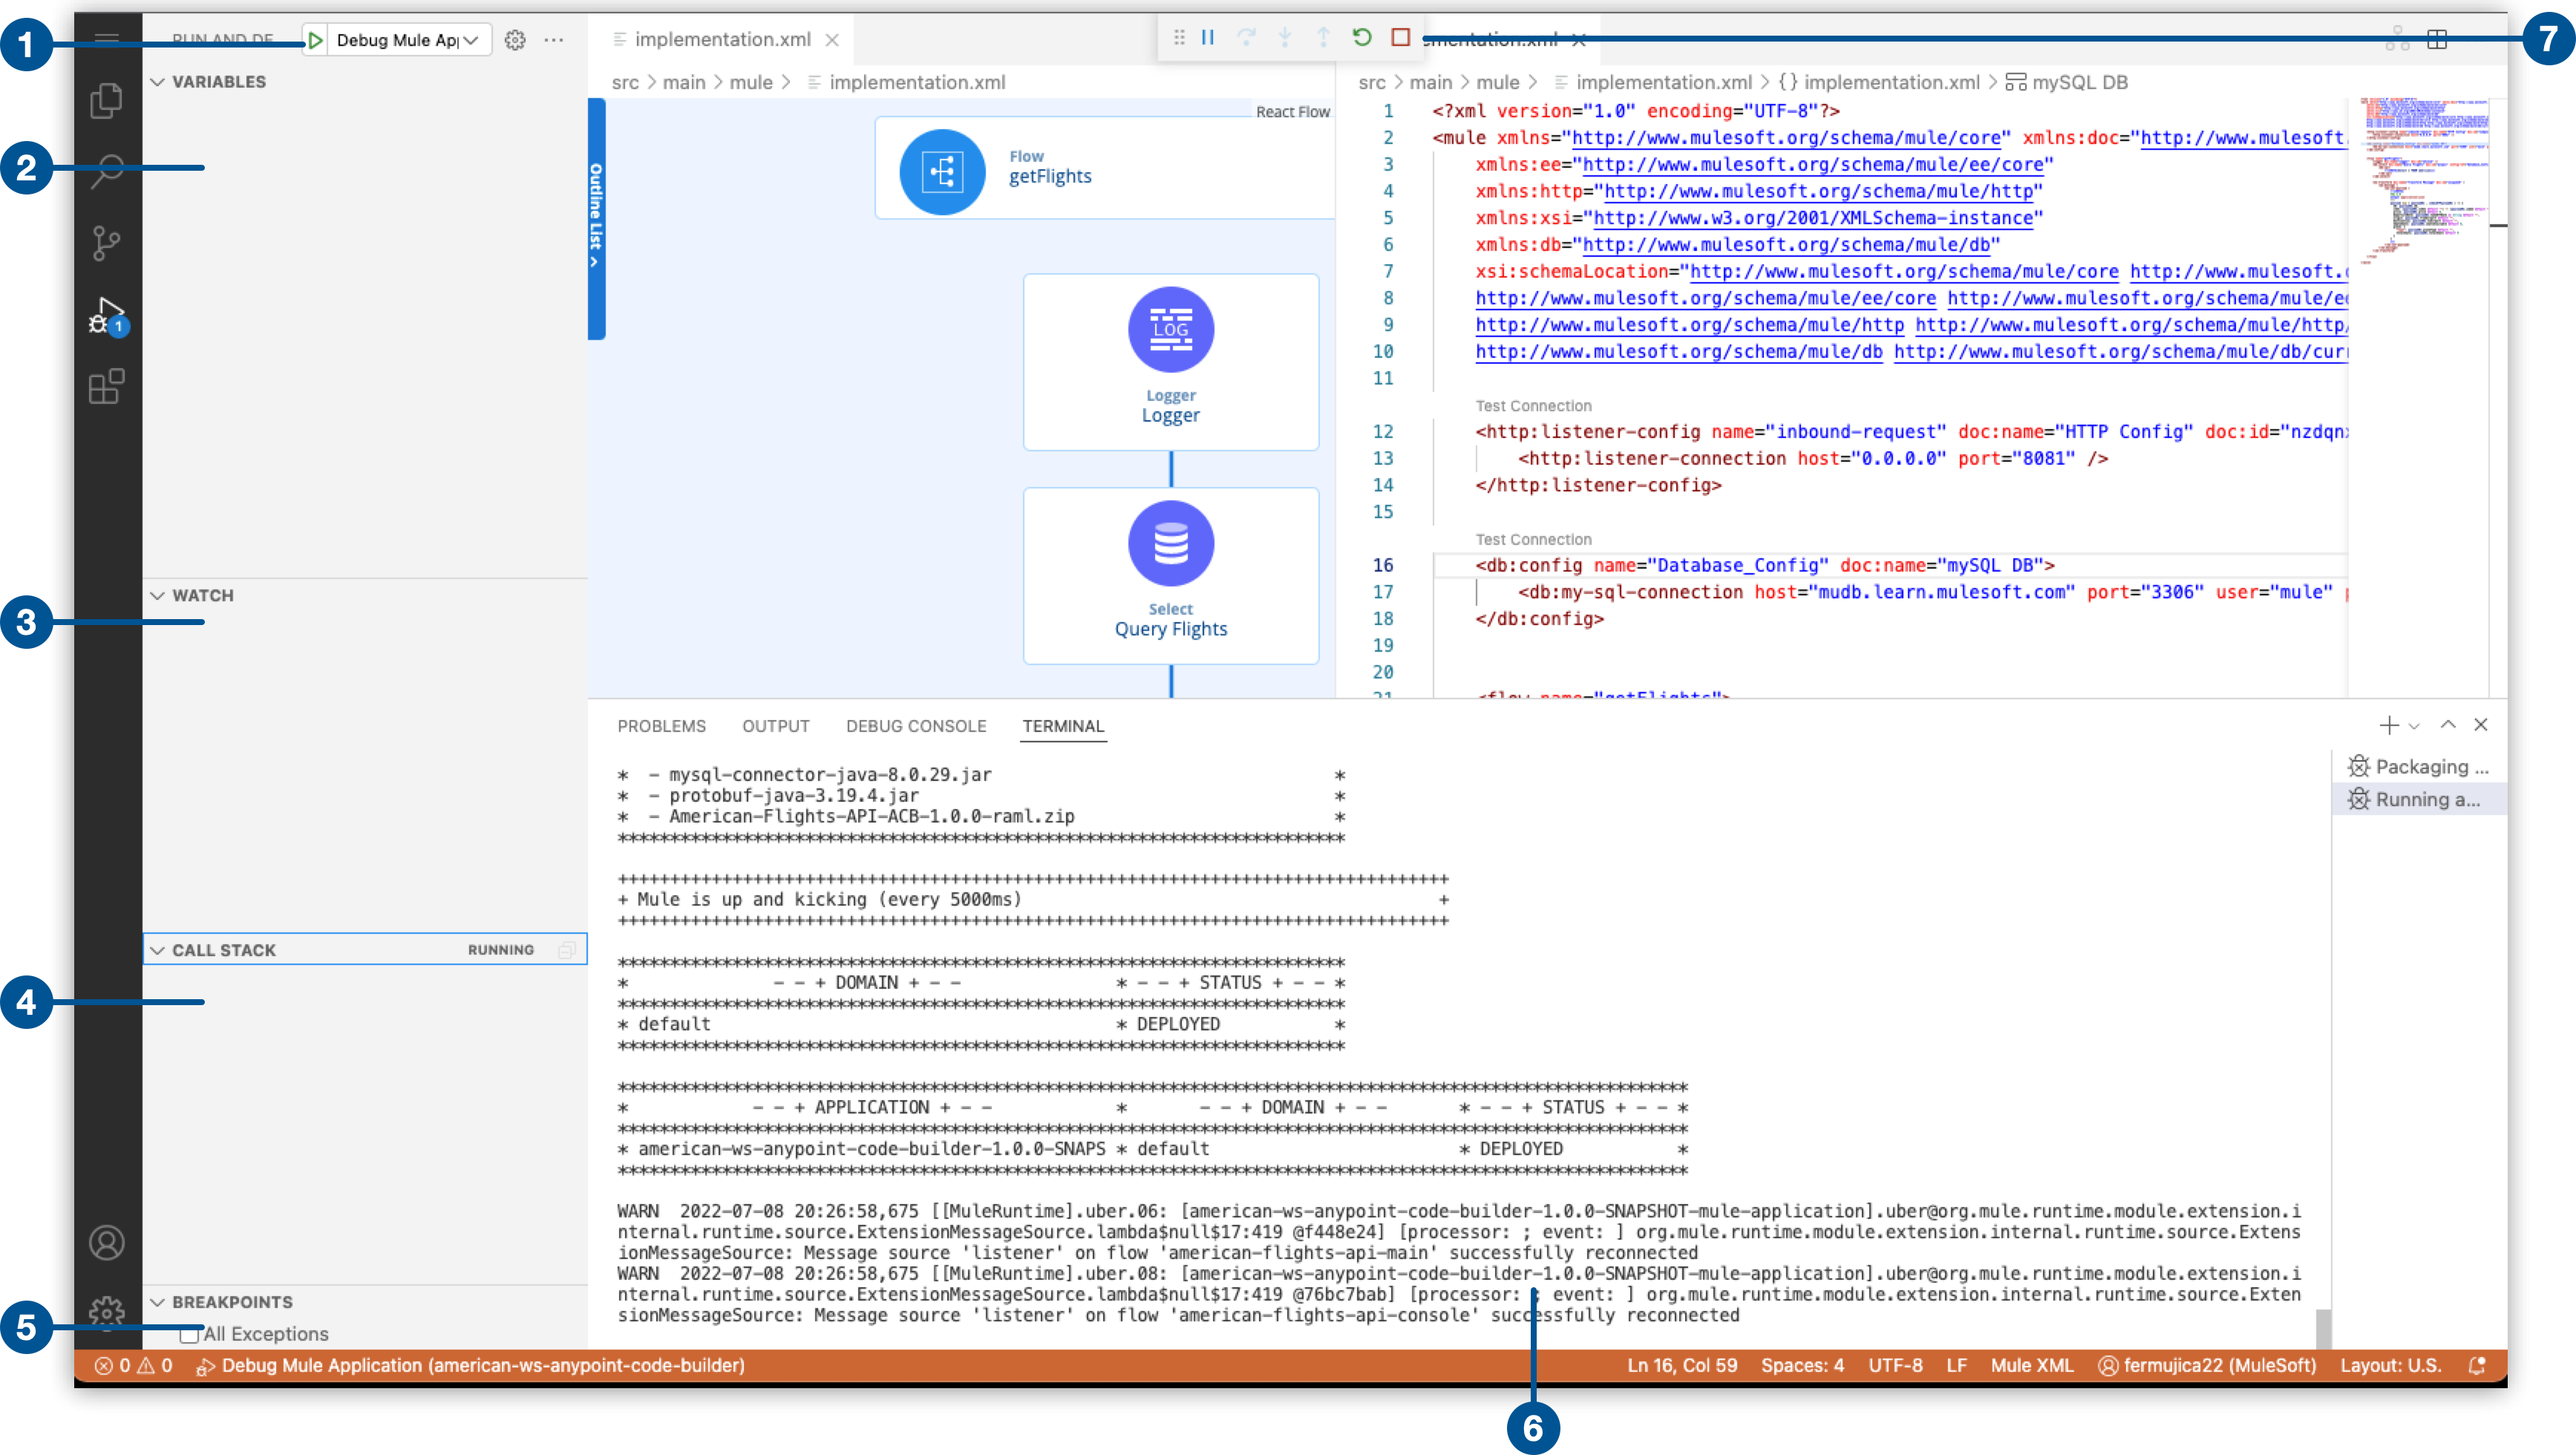 1
RUN AND DE
Debug Mule Ap
implementation.xml
7
VARIABLES
src > main > mule > implementation.xml
src > main > mule > implementation.xml > {} implementation.xml > mySQL DB
2
Outline List >
React Flow
Flow
getFlights
LOG
Logger
Logger
Select
Query Flights
1 <?xml version="1.0" encoding="UTF-8"?>
2 <mule xmlns="http://www.mulesoft.org/schema/mule/core" xmlns:doc="http://www.mulesoft.
3 xmlns:ee="http://www.mulesoft.org/schema/mule/ee/core"
4 xmlns:http="http://www.mulesoft.org/schema/mule/http"
5 xmlns:xsi="http://www.w3.org/2001/XMLSchema-instance"
6 xmlns:db="http://www.mulesoft.org/schema/mule/db"
7 xsi:schemaLocation="http://www.mulesoft.org/schema/mule/core http://www.mulesoft.
8 http://www.mulesoft.org/schema/mule/ee/core http://www.mulesoft.org/schema/mule/e
9 http://www.mulesoft.org/schema/mule/http http://www.mulesoft.org/schema/mule/http/
10 http://www.mulesoft.org/schema/mule/db http://www.mulesoft.org/schema/mule/db/cur
11
Test Connection
12 <http:listener-config name="inbound-request" doc:name="HTTP Config" doc:id="nzdqn
13 <http:listener-connection host="0.0.0.0" port="8081" />
14 </http:listener-config>
15
Test Connection
16 <db:config name="Database_Config" doc:name="mySQL DB">
17 <db:my-sql-connection host="mudb.learn.mulesoft.com" port="3306" user="mule" p
18 </db:config>
19
20
21 <flow name="getFlights">
1
WATCH
3
CALL STACK RUNNING
4
BREAKPOINTS
5
All Exceptions
PROBLEMS OUTPUT DEBUG CONSOLE TERMINAL
Packaging ...
Running a...
* - mysql-connector-java-8.0.29.jar *
* - protobuf-java-3.19.4.jar *
* - American-Flights-API-ACB-1.0.0-raml.zip *
**********************************************************************
++++++++++++++++++++++++++++++++++++++++++++++++++++++++++++++++++++++++++++++++
+ Mule is up and kicking (every 5000ms) +
++++++++++++++++++++++++++++++++++++++++++++++++++++++++++++++++++++++++++++++++
**********************************************************************
* - - + DOMAIN + - - * - - + STATUS + - - *
**********************************************************************
* default * DEPLOYED *
**********************************************************************
*******************************************************************************************************
* - - + APPLICATION + - - * - - + DOMAIN + - - * - - + STATUS + - - *
*******************************************************************************************************
* american-ws-anypoint-code-builder-1.0.0-SNAPS * default * DEPLOYED *
*******************************************************************************************************
WARN 2022-07-08 20:26:58,675 [[MuleRuntime].uber.06: [american-ws-anypoint-code-builder-1.0.0-SNAPSHOT-mule-application].uber@org.mule.runtime.module.extension.i
nternal.runtime.source.ExtensionMessageSource.lambda$null$17:419 @f448e24] [processor: ; event: ] org.mule.runtime.module.extension.internal.runtime.source.Extens
ionMessageSource: Message source 'listener' on flow 'american-flights-api-main' successfully reconnected
WARN 2022-07-08 20:26:58,675 [[MuleRuntime].uber.08: [american-ws-anypoint-code-builder-1.0.0-SNAPSHOT-mule-application].uber@org.mule.runtime.module.extension.i
nternal.runtime.source.ExtensionMessageSource.lambda$null$17:419 @76bc7bab] [processor: ; event: ] org.mule.runtime.module.extension.internal.runtime.source.Exten
sionMessageSource: Message source 'listener' on flow 'american-flights-api-console' successfully reconnected
0 0 Debug Mule Application (american-ws-anypoint-code-builder)
Ln 16, Col 59 Spaces: 4 UTF-8 LF Mule XML fermujica22 (MuleSoft) Layout: U.S.
6